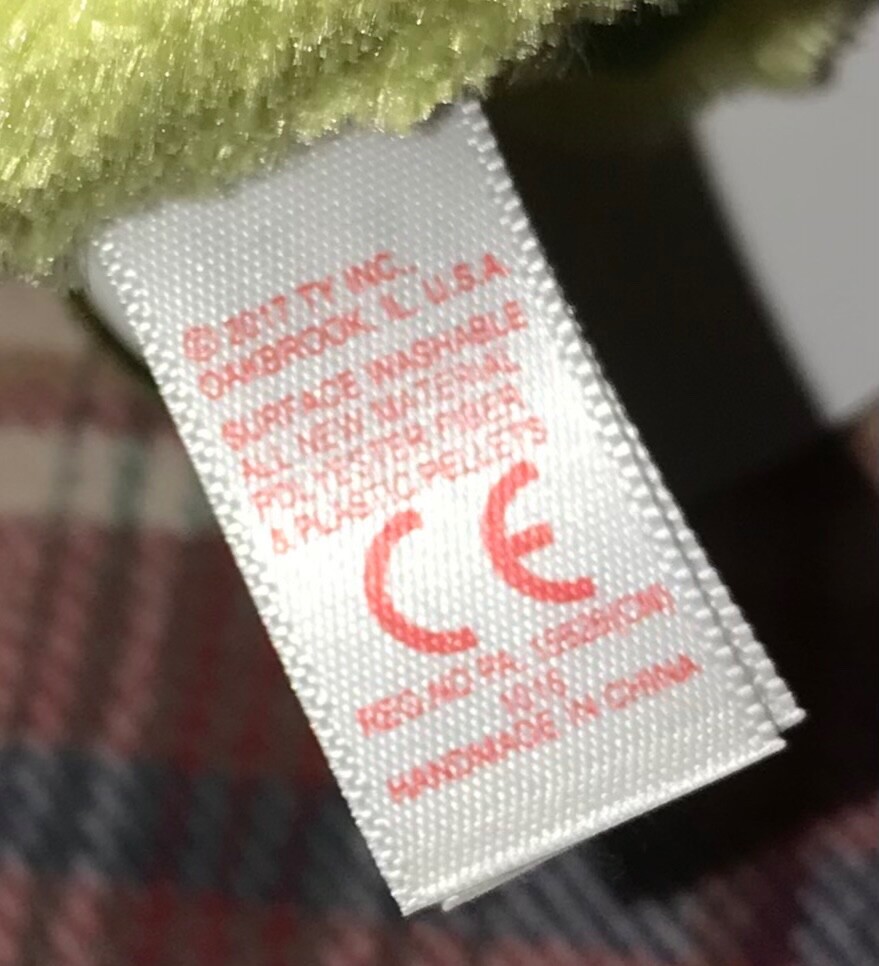 © 2017 TY INC.,
OAKBROOK, IL, U.S.A
SURFACE WASHABLE
ALL NEW MATERIAL
POLYESTER FIBER
& PLASTIC PELLETS
CE
REG.NO PA.
1016
HANDMADE IN CHINA